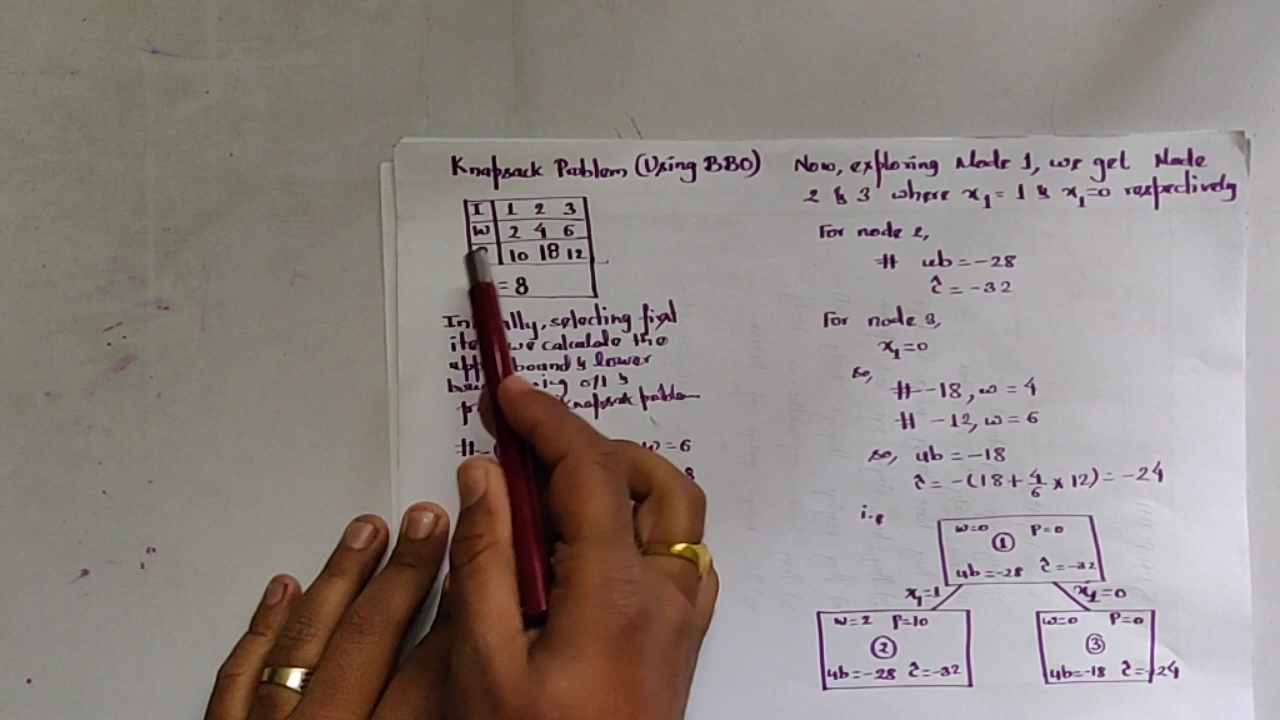 Knapsack Problem (Using BBO)
I 1 2 3
W 2 4 6
10 18 12
= 8
Initially, selecting first
we calculate the
bound & lower
knapsack problem
w = 6
8
Now, exploring Node 1, we get Node
2 & 3 where x₁ = 1 & x₁ = 0 respectively
For node 2,
# ub = -28
ĉ = -32
For node 3,
x₁ = 0
so,
# -18, w = 4
# -12, w = 6
so, ub = -18
ĉ = -(18 + 4/6 x 12) = -24
i.e
w=0 P=0
①
ub=-28 ĉ=-32
x₁=1 x₁=0
w=2 P=10
②
ub=-28 ĉ=-32
w=0 P=0
③
ub=-18 ĉ=-24